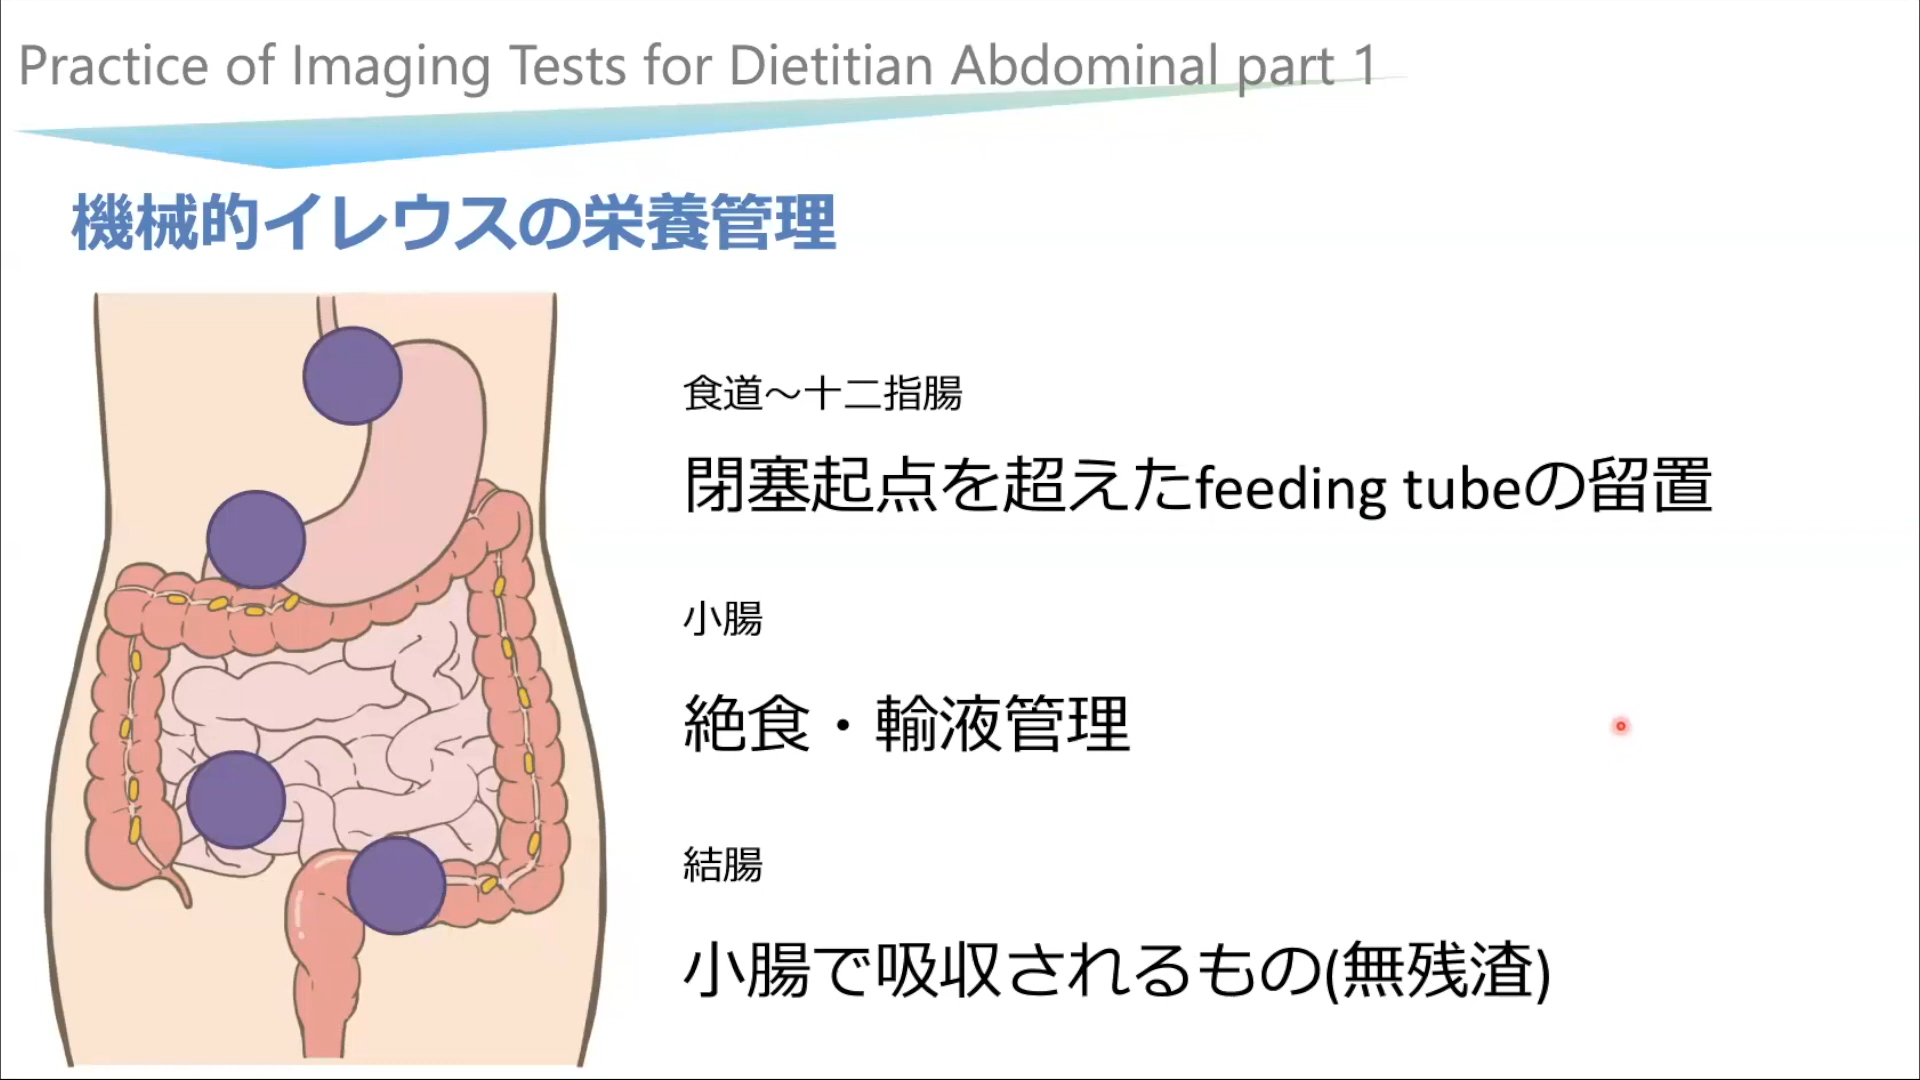 Practice of Imaging Tests for Dietitian Abdominal part 1
機械的イレウスの栄養管理
食道～十二指腸
閉塞起点を超えたfeeding tubeの留置
小腸
絶食・輸液管理
結腸
小腸で吸収されるもの(無残渣)